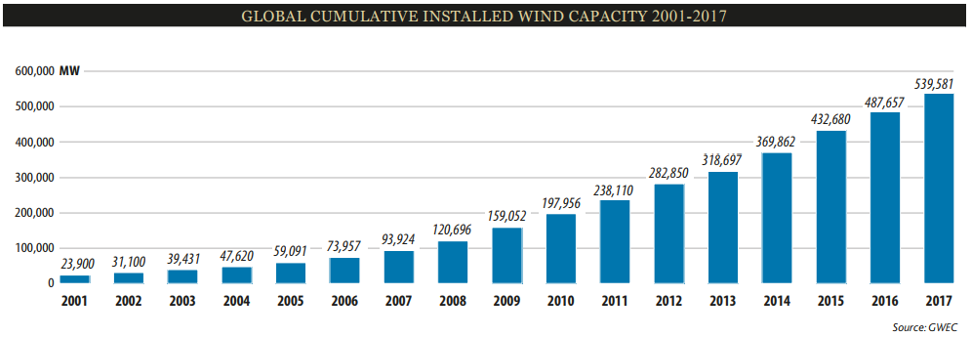 GLOBAL CUMULATIVE INSTALLED WIND CAPACITY 2001-2017
600,000 MW
500,000
400,000
300,000
200,000
100,000
0
23,900 31,100 39,431 47,620 59,091 73,957 93,924 120,696 159,052 197,956 238,110 282,850 318,697 369,862 432,680 487,657 539,581
2001 2002 2003 2004 2005 2006 2007 2008 2009 2010 2011 2012 2013 2014 2015 2016 2017
Source: GWEC